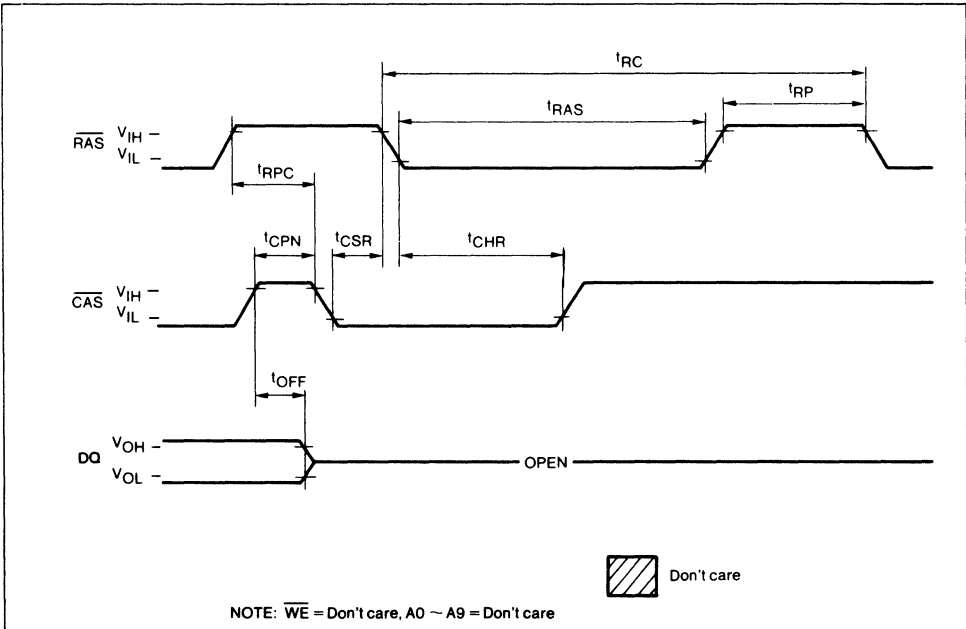 tRC
tRAS
tRP
RAS
VIH
VIL
tRPC
tCPN
tCSR
tCHR
CAS
VIH
VIL
tOFF
DQ
VOH
VOL
OPEN
Don't care
NOTE: WE = Don't care, A0 ~ A9 = Don't care